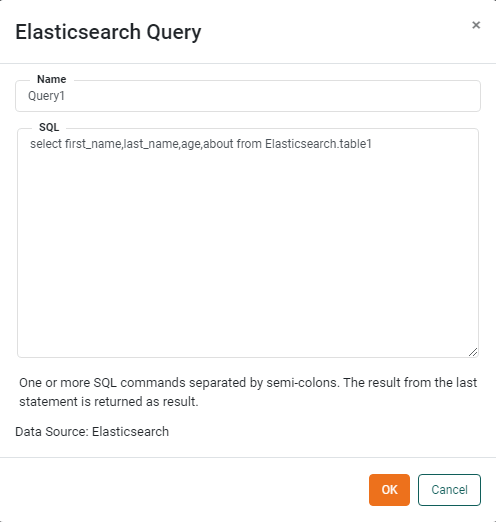 Elasticsearch Query
×
Name
Query1
SQL
select first_name,last_name,age,about from Elasticsearch.table1
One or more SQL commands separated by semi-colons. The result from the last
statement is returned as result.
Data Source: Elasticsearch
OK
Cancel